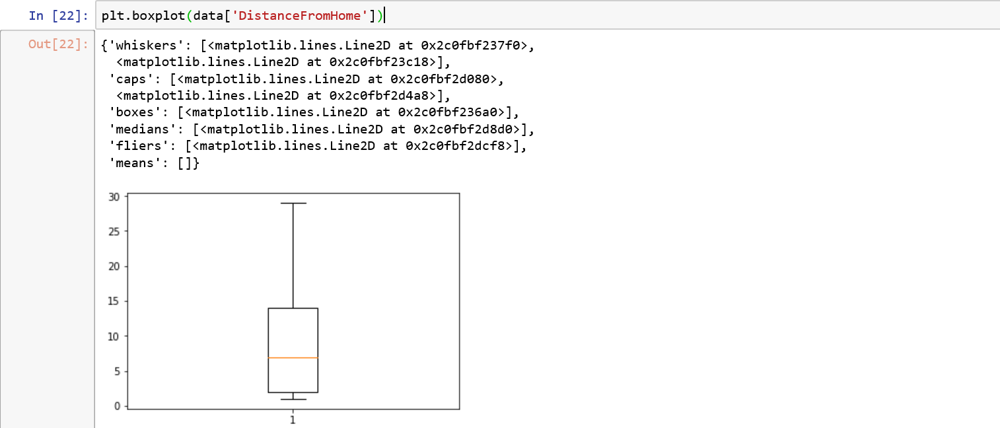 In [22]: plt.boxplot(data['DistanceFromHome'])
Out[22]: {'whiskers': [<matplotlib.lines.Line2D at 0x2c0fbf237f0>,
<matplotlib.lines.Line2D at 0x2c0fbf23c18>],
'caps': [<matplotlib.lines.Line2D at 0x2c0fbf2d080>,
<matplotlib.lines.Line2D at 0x2c0fbf2d4a8>],
'boxes': [<matplotlib.lines.Line2D at 0x2c0fbf236a0>],
'medians': [<matplotlib.lines.Line2D at 0x2c0fbf2d8d0>],
'fliers': [<matplotlib.lines.Line2D at 0x2c0fbf2dcf8>],
'means': []}
30
25
20
15
10
5
0
1